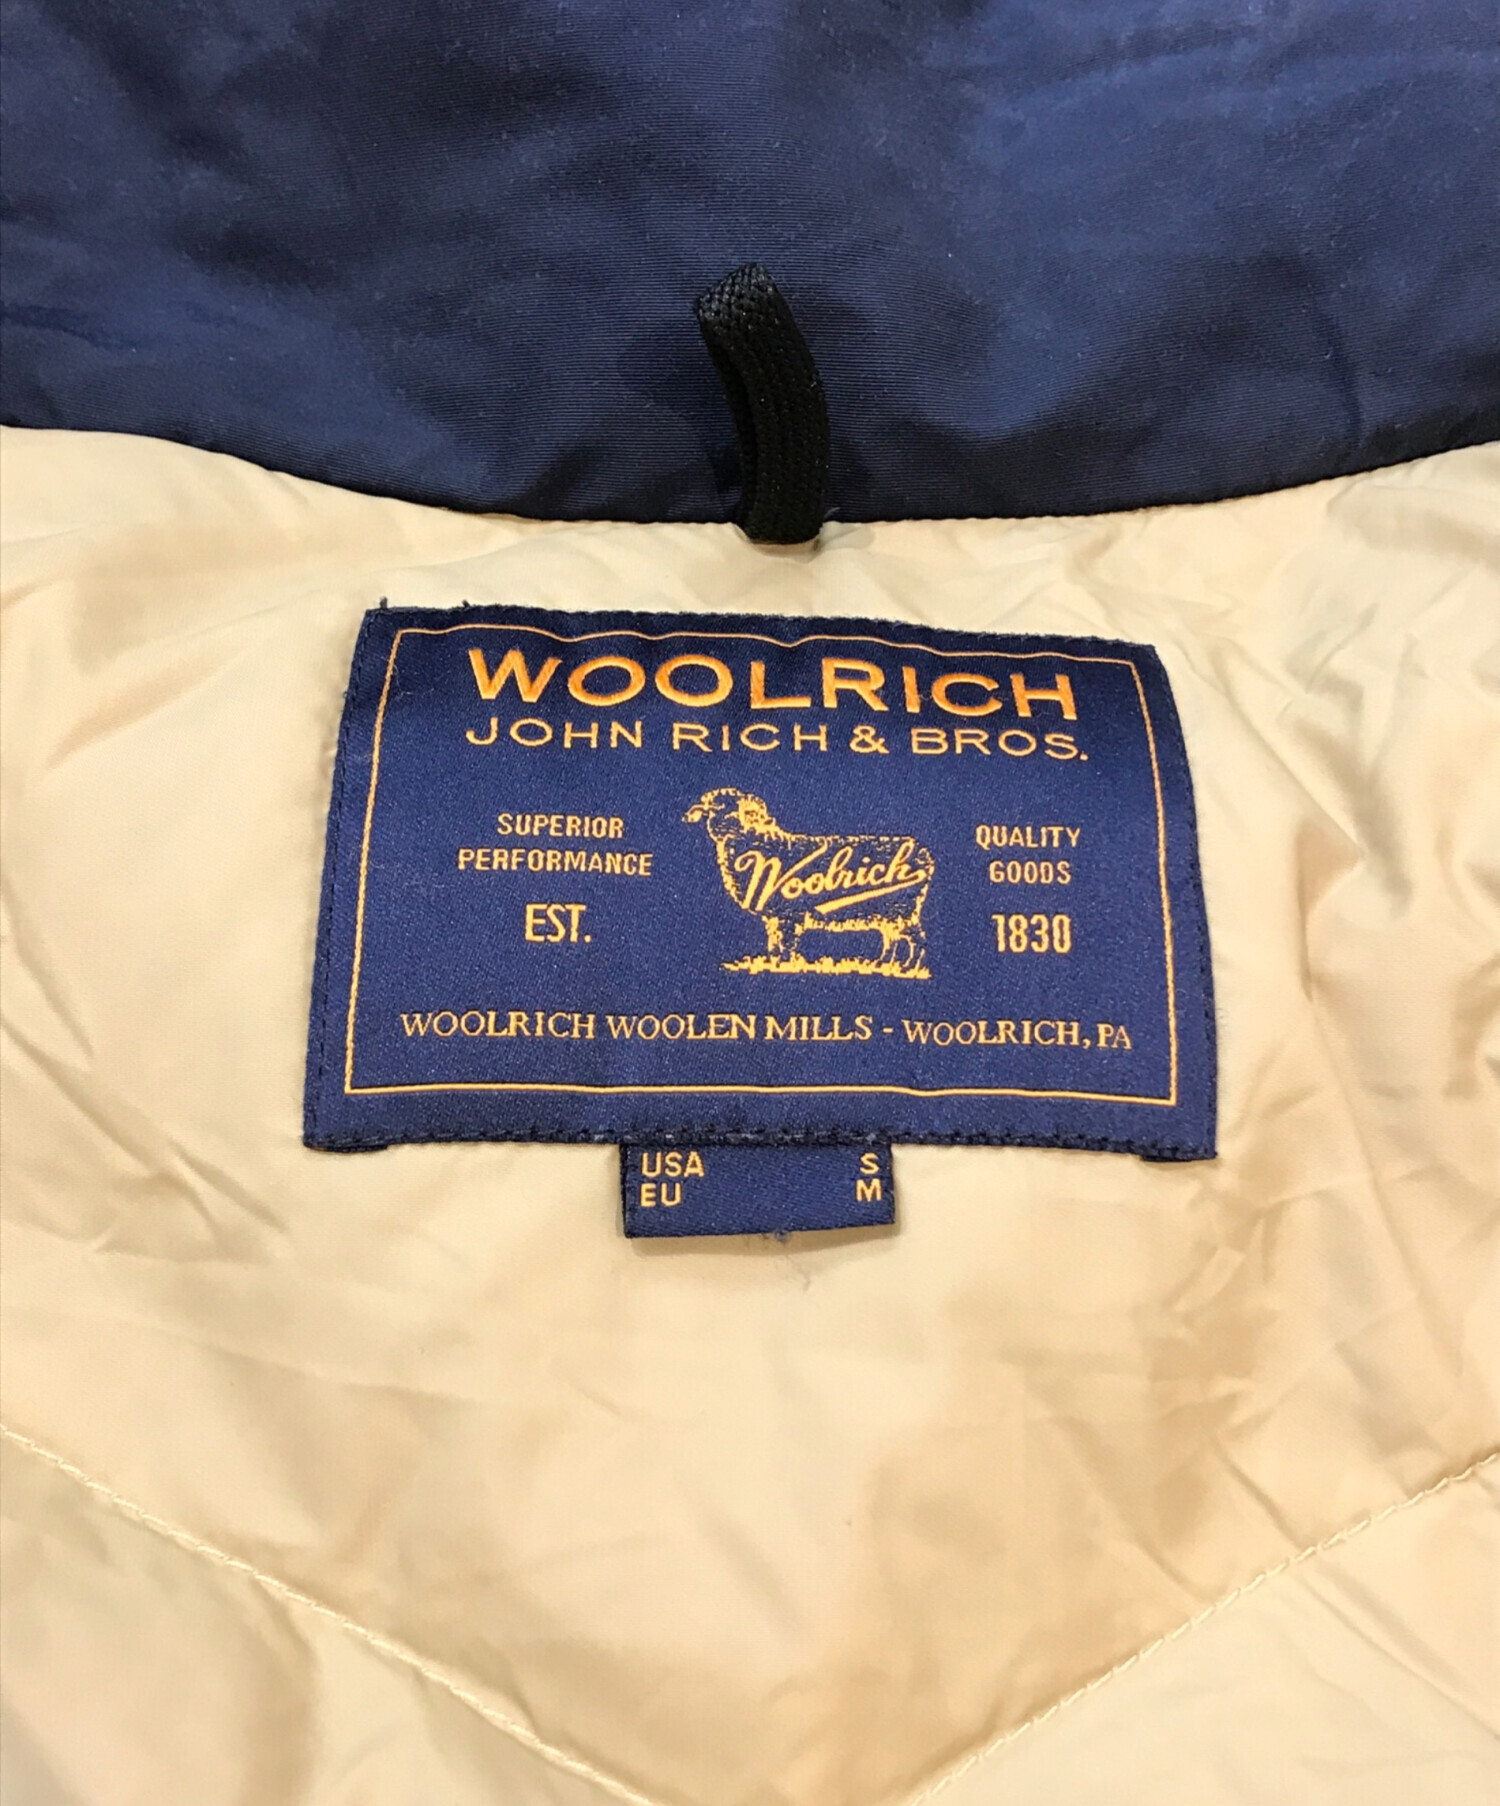 WOOLRICH
JOHN RICH & BROS.
SUPERIOR
PERFORMANCE
EST.
Woolrich
QUALITY
GOODS
1830
WOOLRICH WOOLEN MILLS - WOOLRICH, PA
USA S
EU M